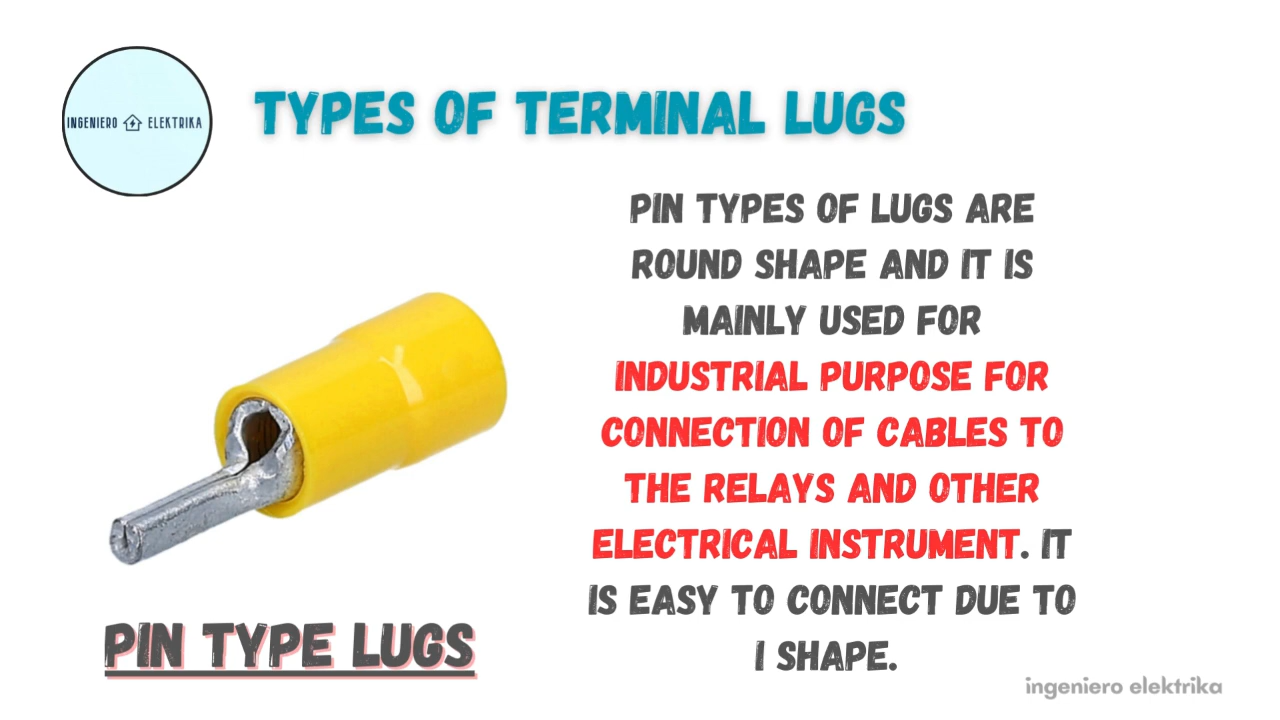 INGENIERO ELEKTRIKA
TYPES OF TERMINAL LUGS
PIN TYPES OF LUGS ARE
ROUND SHAPE AND IT IS
MAINLY USED FOR
INDUSTRIAL PURPOSE FOR
CONNECTION OF CABLES TO
THE RELAYS AND OTHER
ELECTRICAL INSTRUMENT. IT
IS EASY TO CONNECT DUE TO
I SHAPE.
PIN TYPE LUGS
ingeniero elektrika